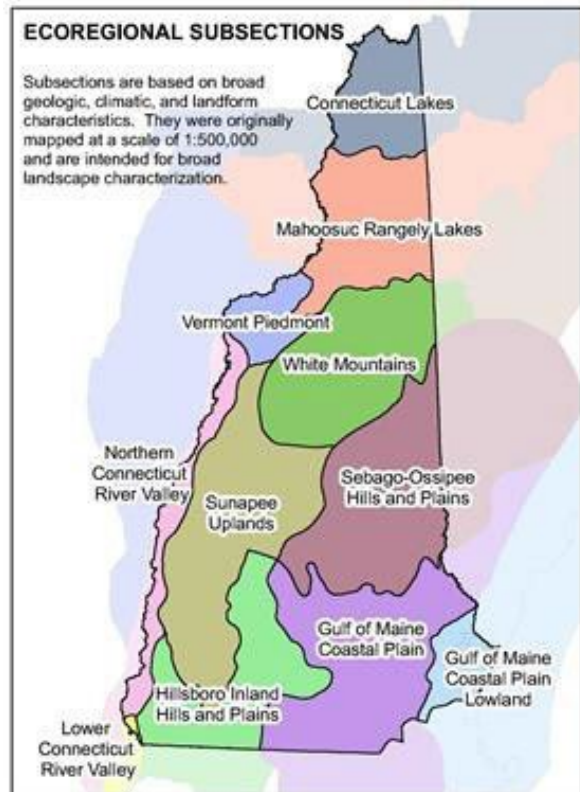 ECOREGIONAL SUBSECTIONS
Subsections are based on broad
geologic, climatic, and landform
characteristics. They were originally
mapped at a scale of 1:500,000
and are intended for broad
landscape characterization.
Connecticut Lakes
Mahoosuc Rangely Lakes
Vermont Piedmont
White Mountains
Northern
Connecticut
River Valley
Sebago-Ossipee
Hills and Plains
Sunapee
Uplands
Gulf of Maine
Coastal Plain
Gulf of Maine
Coastal Plain
Lowland
Hillsboro Inland
Hills and Plains
Lower
Connecticut
River Valley